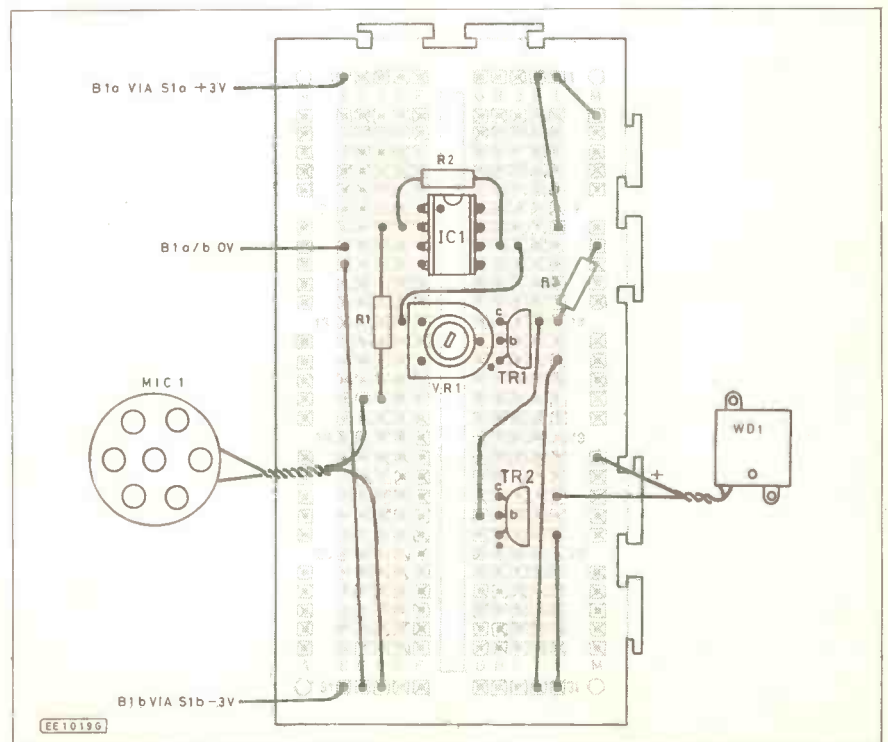 B1a VIA S1a +3V
R2
IC1
B1a/b 0V
R1
R3
c
b
TR1
VR1
MIC 1
WD1
+
TR2
c
b
B1b VIA S1b -3V
EE1019G